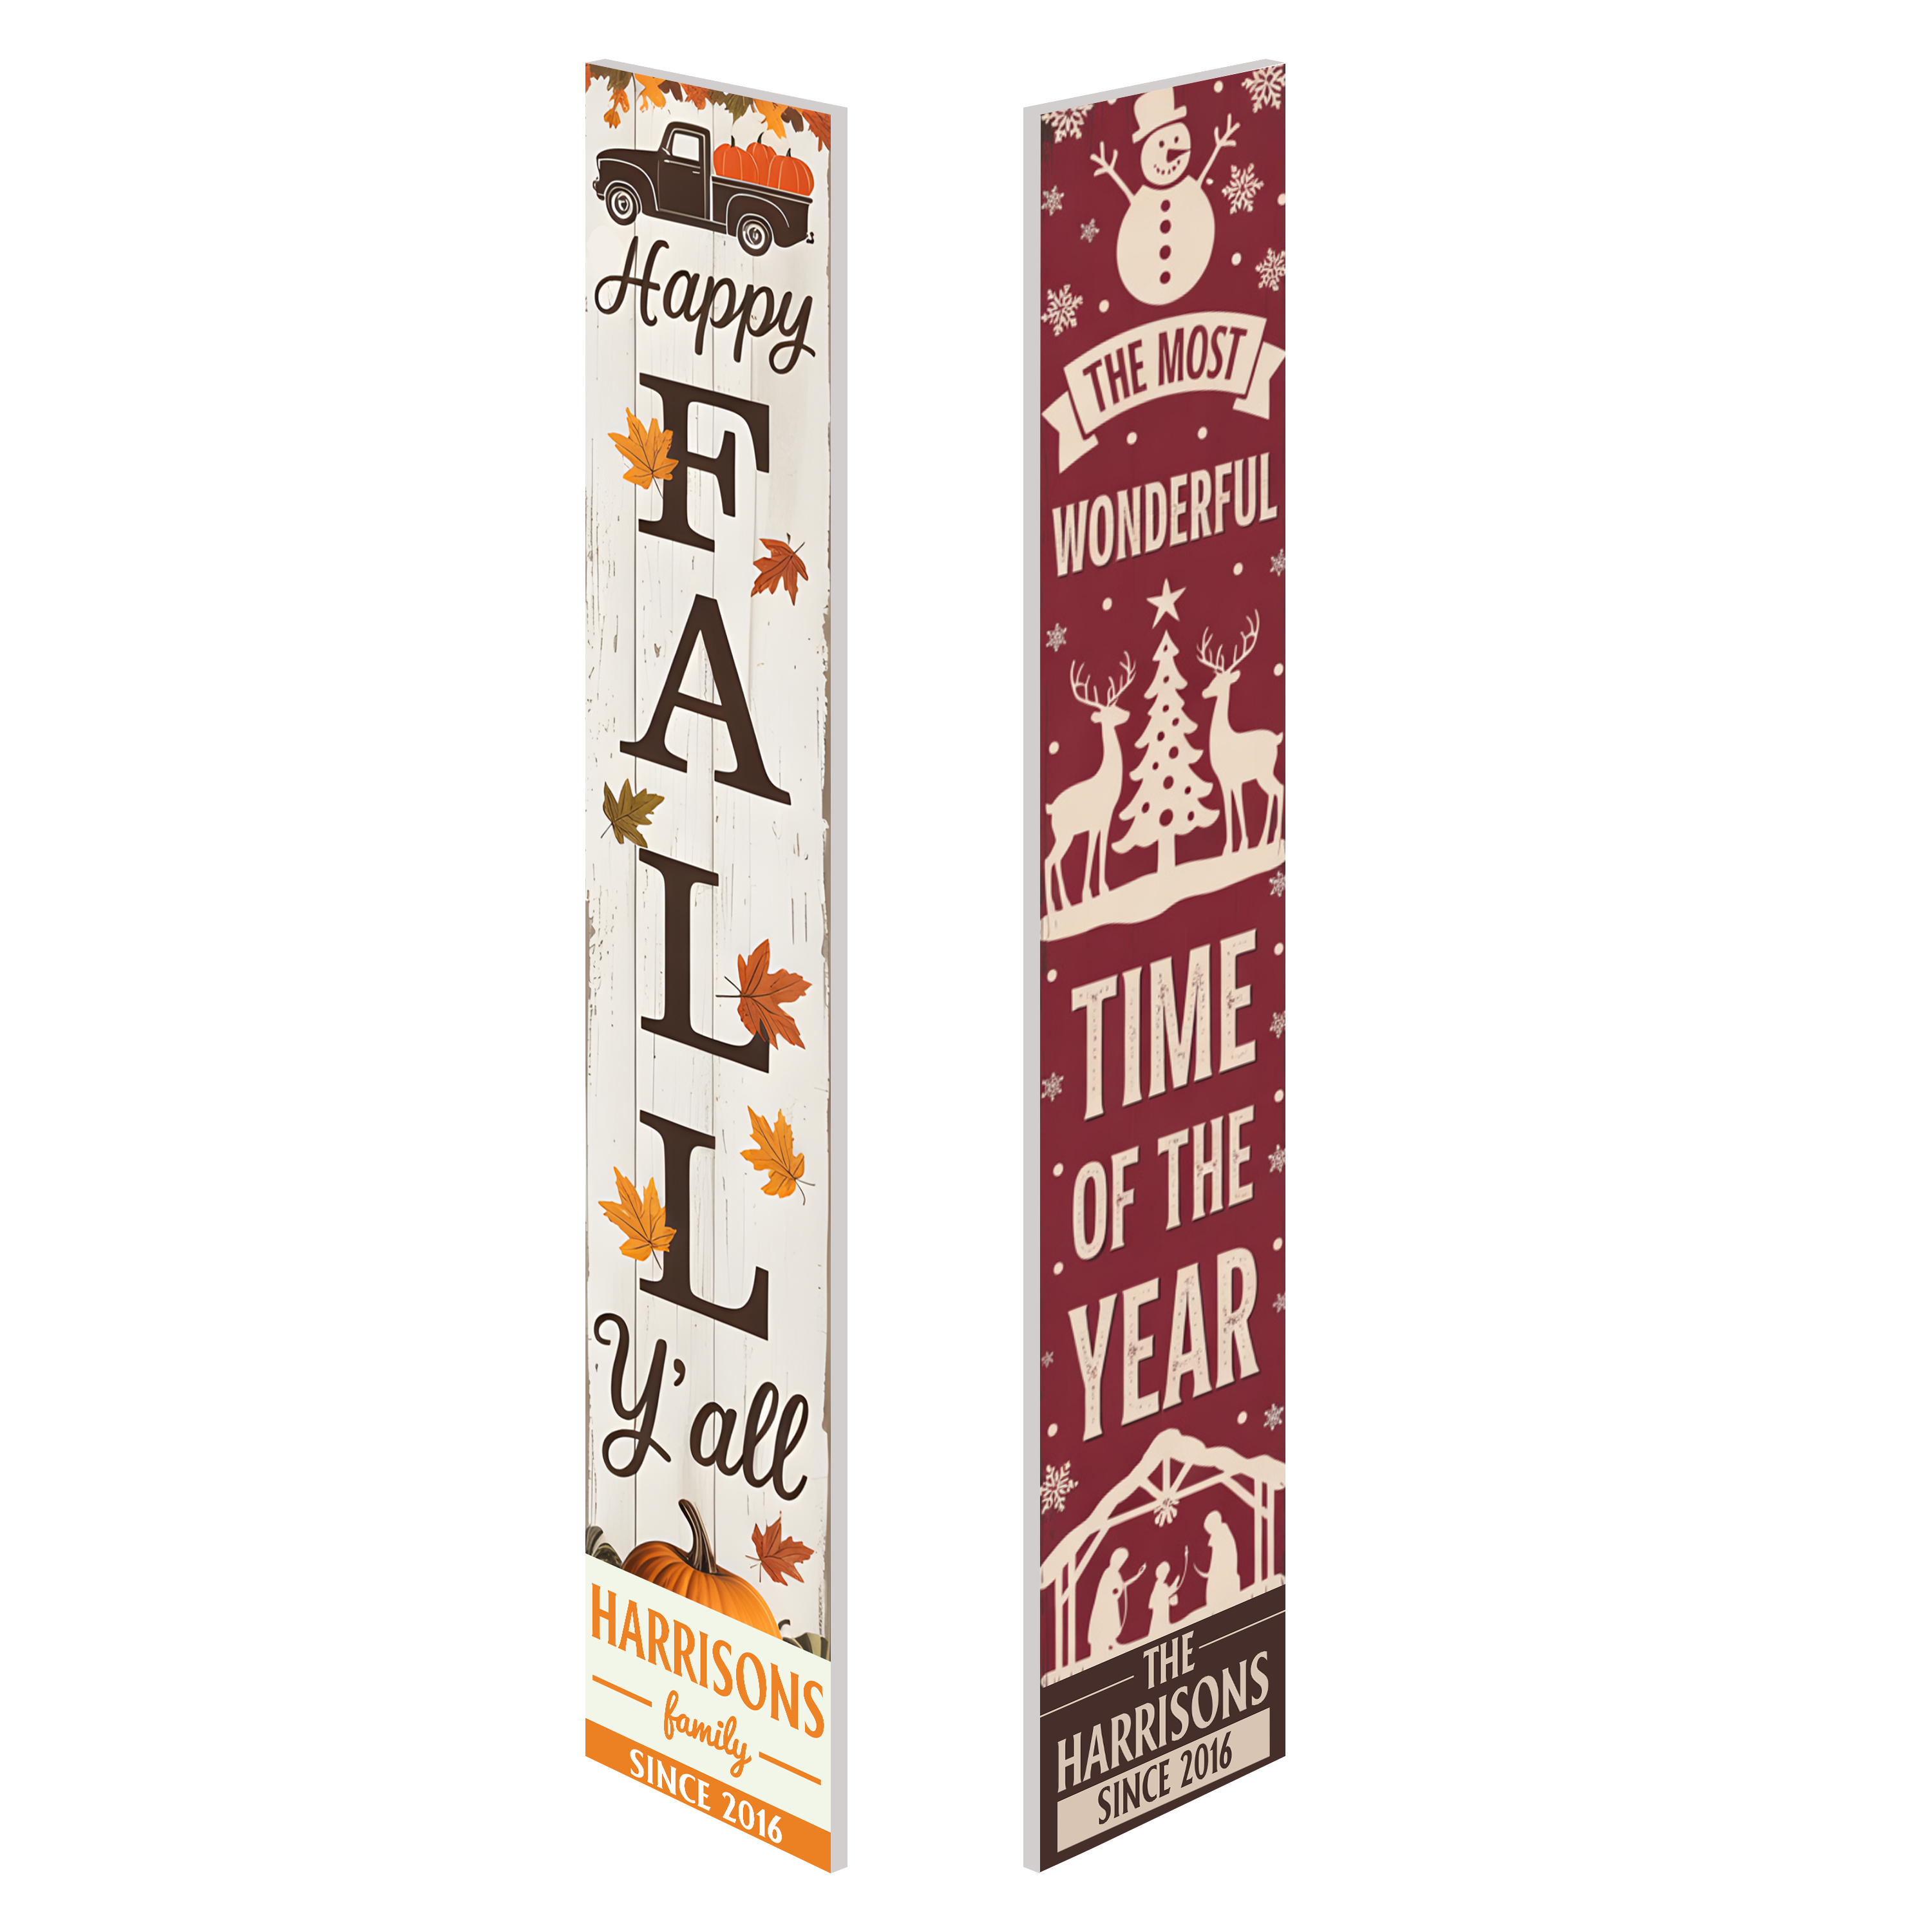 Happy
F
A
L
L
Y'all
HARRISONS
family
SINCE 2016
THE MOST
WONDERFUL
TIME
OF THE
YEAR
THE
HARRISONS
SINCE 2016